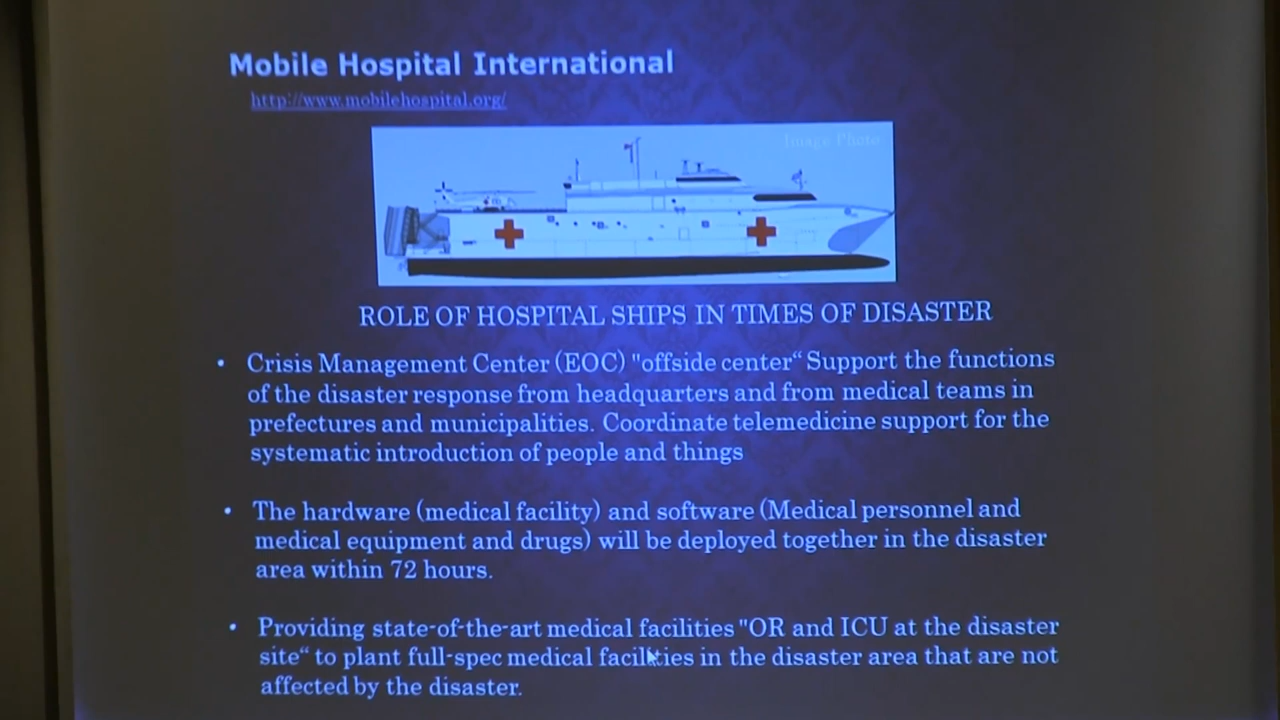 Mobile Hospital International
http://www.mobilehospital.org/
Image Photo
ROLE OF HOSPITAL SHIPS IN TIMES OF DISASTER
• Crisis Management Center (EOC) "offside center“ Support the functions
of the disaster response from headquarters and from medical teams in
prefectures and municipalities. Coordinate telemedicine support for the
systematic introduction of people and things
• The hardware (medical facility) and software (Medical personnel and
medical equipment and drugs) will be deployed together in the disaster
area within 72 hours.
• Providing state-of-the-art medical facilities "OR and ICU at the disaster
site“ to plant full-spec medical facilities in the disaster area that are not
affected by the disaster.